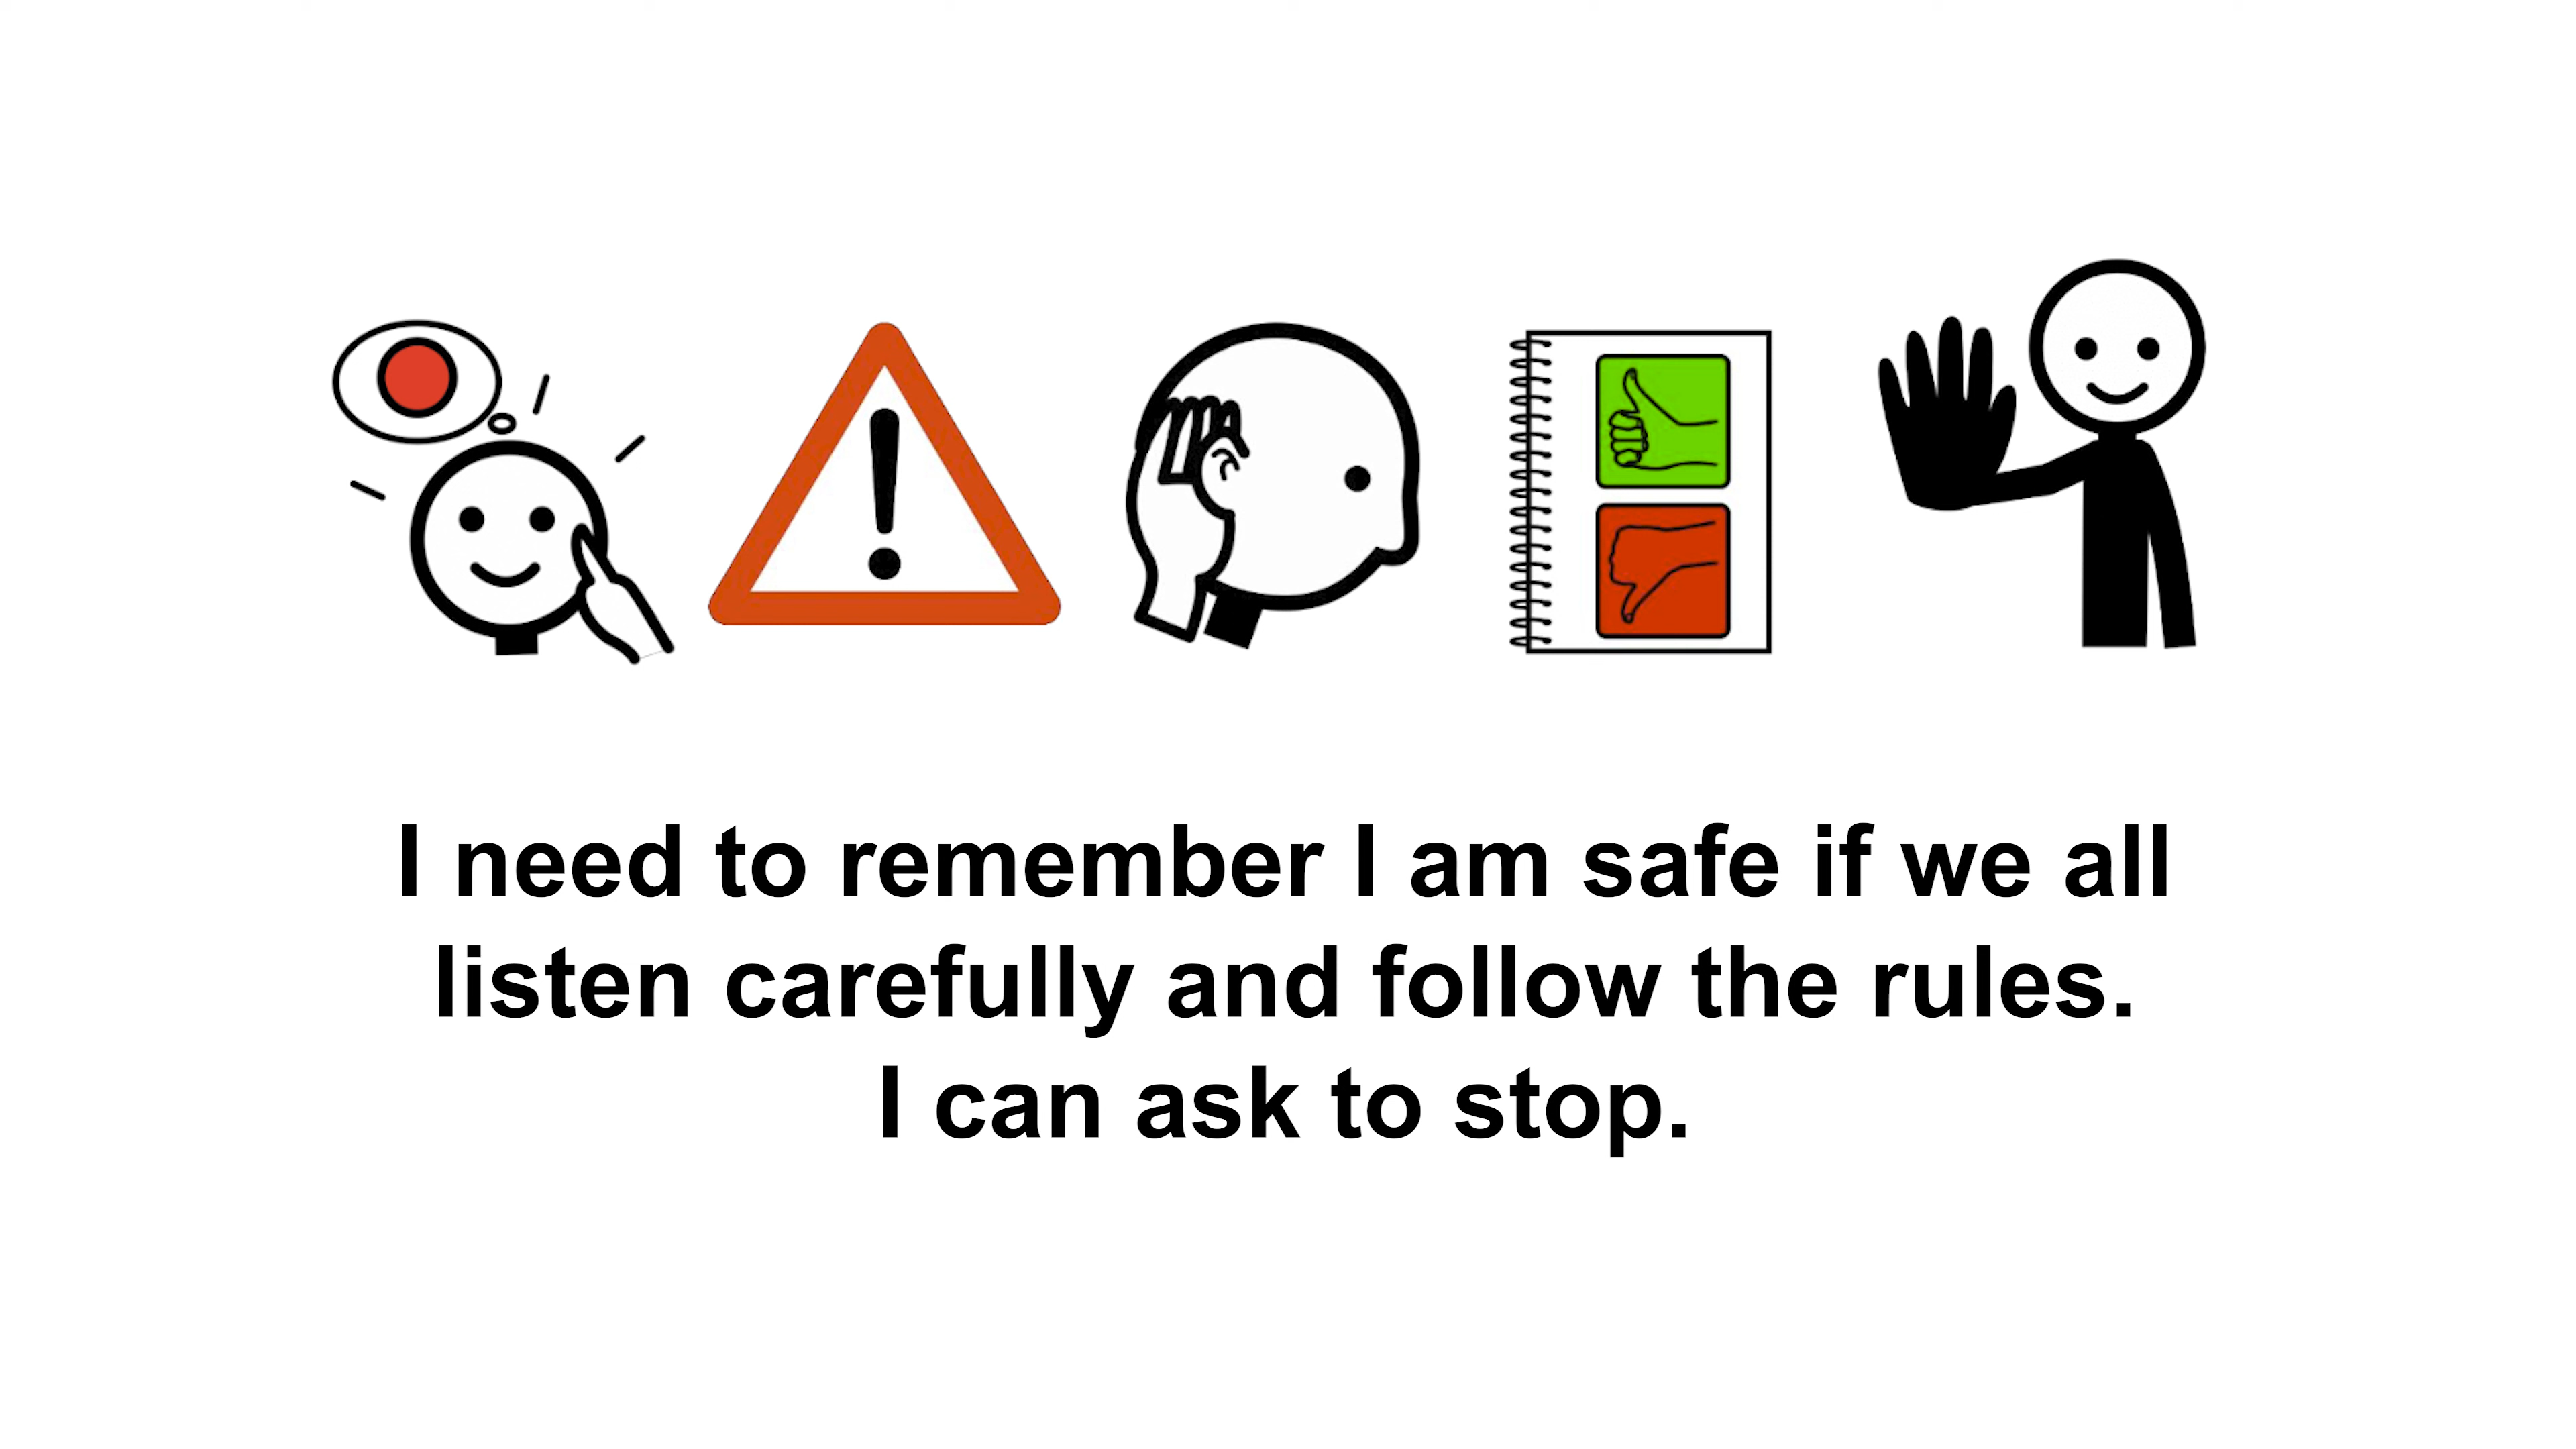 I need to remember I am safe if we all
listen carefully and follow the rules.
I can ask to stop.